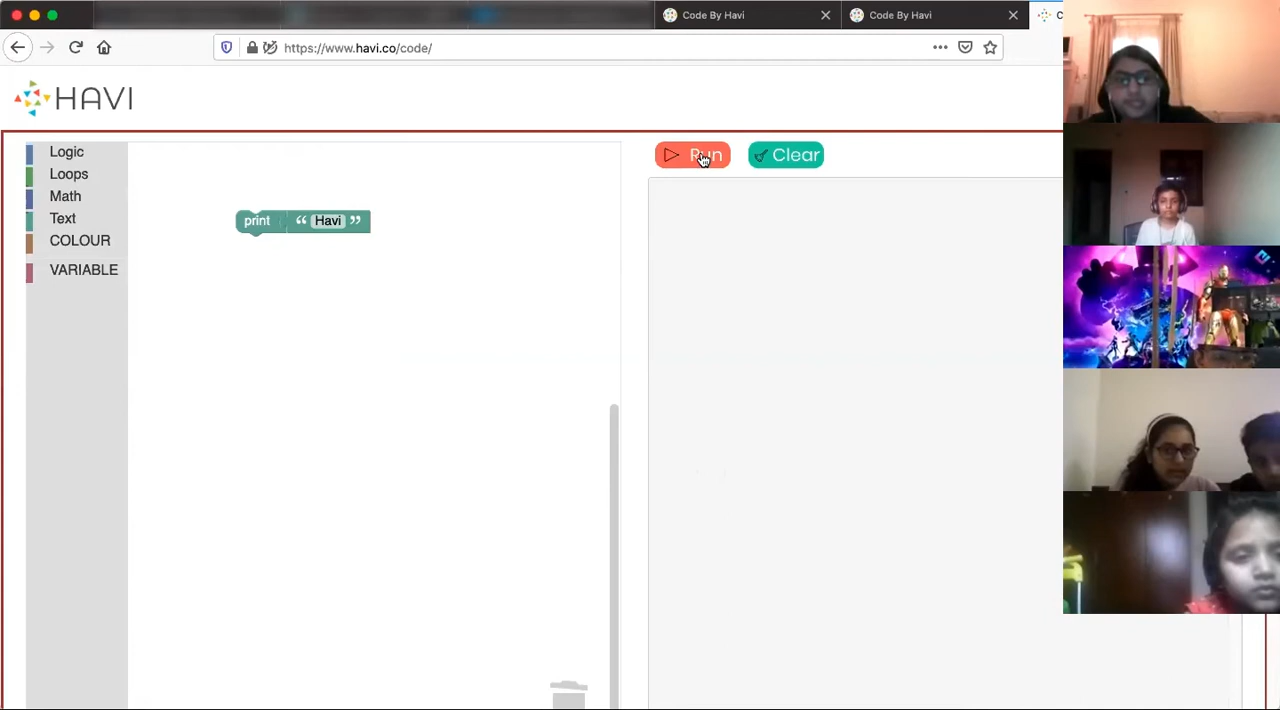 Code By Havi
Code By Havi
C
https://www.havi.co/code/
HAVI
Logic
Loops
Math
Text
COLOUR
VARIABLE
print “ Havi ”
Run
Clear